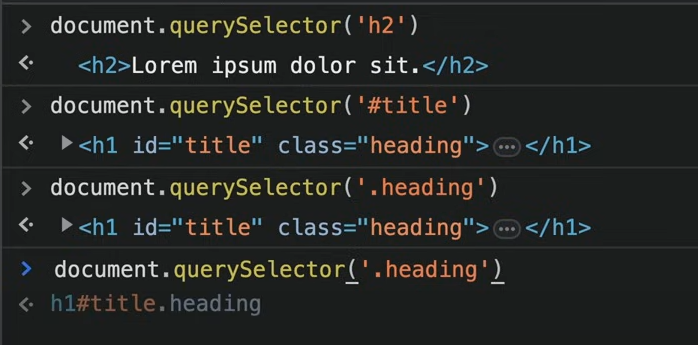 document.querySelector('h2')
<h2>Lorem ipsum dolor sit.</h2>
document.querySelector('#title')
<h1 id="title" class="heading">…</h1>
document.querySelector('.heading')
<h1 id="title" class="heading">…</h1>
document.querySelector('.heading')
h1#title.heading